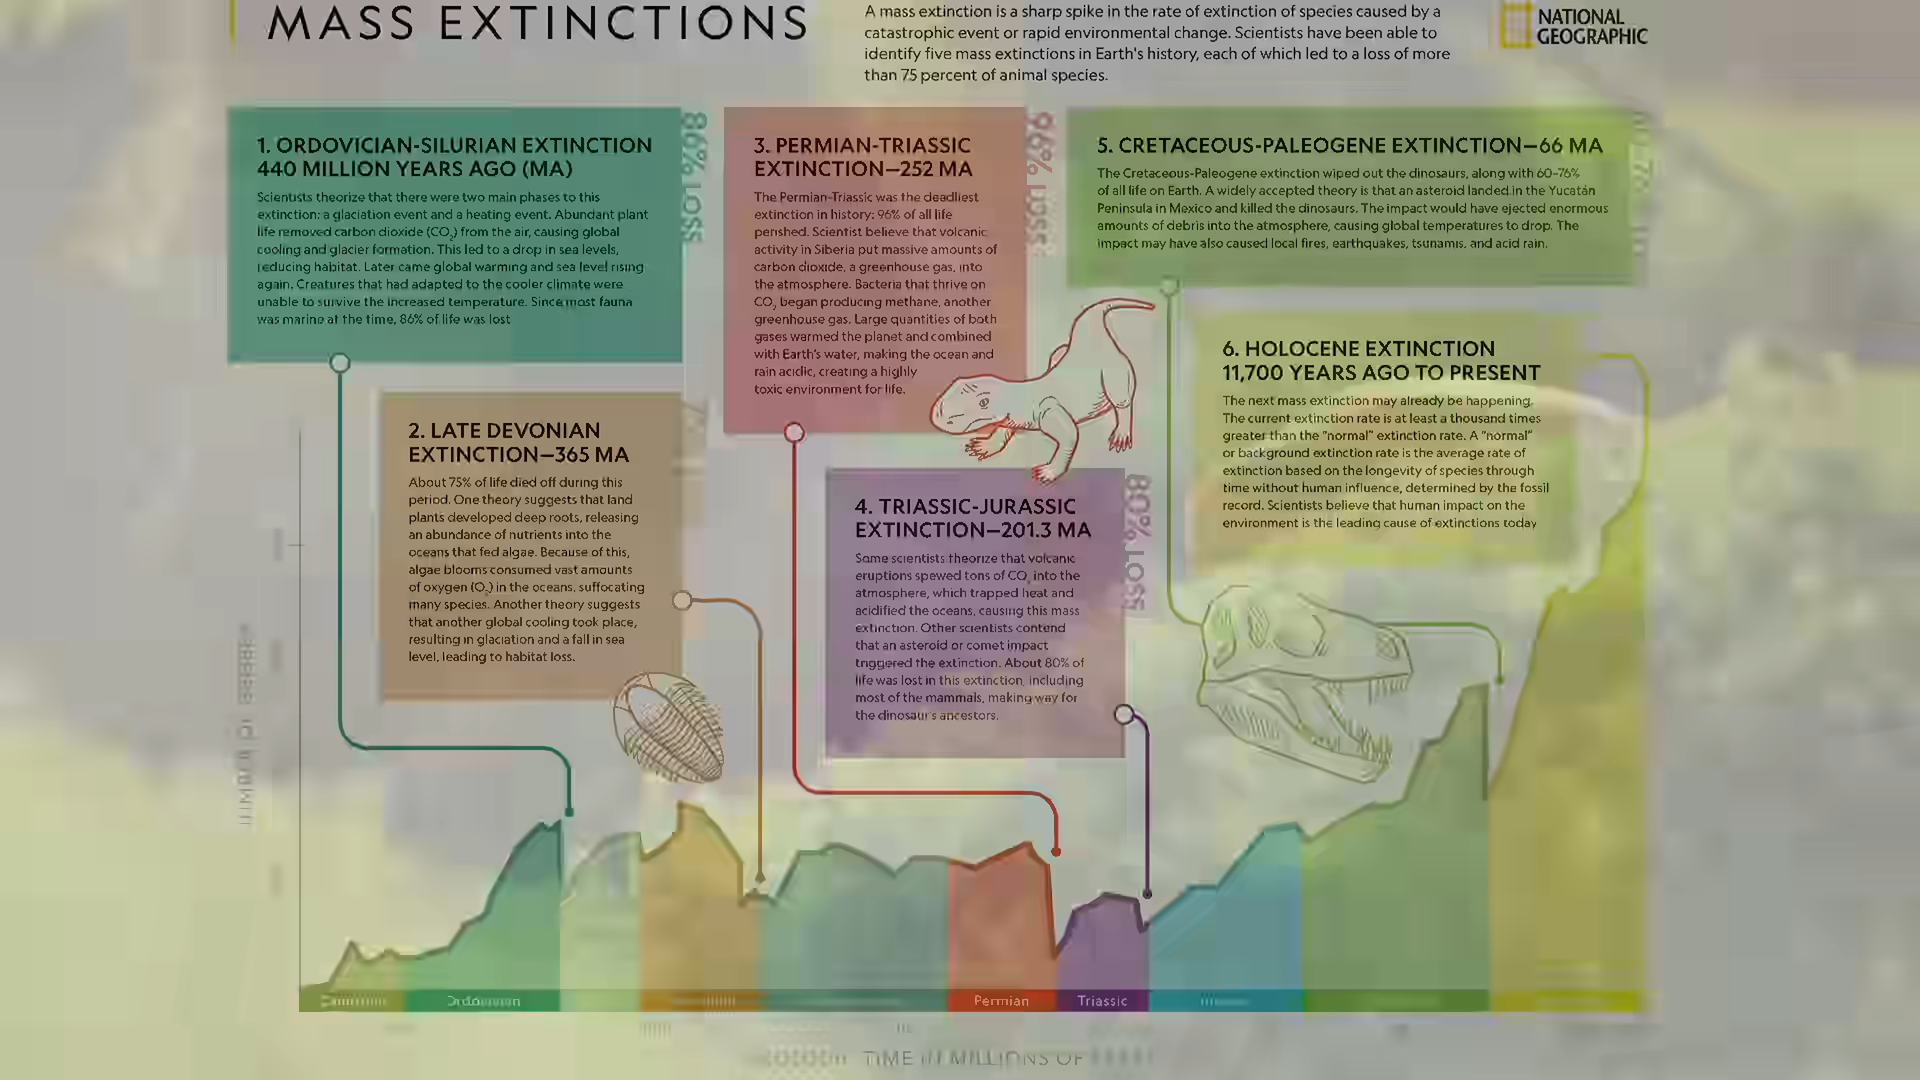 MASS EXTINCTIONS
A mass extinction is a sharp spike in the rate of extinction of species caused by a
catastrophic event or rapid environmental change. Scientists have been able to
identify five mass extinctions in Earth's history, each of which led to a loss of more
than 75 percent of animal species.
NATIONAL
GEOGRAPHIC
1. ORDOVICIAN-SILURIAN EXTINCTION
440 MILLION YEARS AGO (MA)
Scientists theorize that there were two main phases to this
extinction: a glaciation event and a heating event. Abundant plant
life removed carbon dioxide (CO₂) from the air, causing global
cooling and glacier formation. This led to a drop in sea levels,
reducing habitat. Later came global warming and sea level rising
again. Creatures that had adapted to the cooler climate were
unable to survive the increased temperature. Since most fauna
was marine at the time, 86% of life was lost
86% LOSS
2. LATE DEVONIAN
EXTINCTION—365 MA
About 75% of life died off during this
period. One theory suggests that land
plants developed deep roots, releasing
an abundance of nutrients into the
oceans that fed algae. Because of this,
algae blooms consumed vast amounts
of oxygen (O₂) in the oceans, suffocating
many species. Another theory suggests
that another global cooling took place,
resulting in glaciation and a fall in sea
level, leading to habitat loss.
3. PERMIAN-TRIASSIC
EXTINCTION—252 MA
The Permian-Triassic was the deadliest
extinction in history: 96% of all life
perished. Scientist believe that volcanic
activity in Siberia put massive amounts of
carbon dioxide, a greenhouse gas, into
the atmosphere. Bacteria that thrive on
CO₂ began producing methane, another
greenhouse gas. Large quantities of both
gases warmed the planet and combined
with Earth's water, making the ocean and
rain acidic, creating a highly
toxic environment for life.
96% LOSS
4. TRIASSIC-JURASSIC
EXTINCTION—201.3 MA
Some scientists theorize that volcanic
eruptions spewed tons of CO₂ into the
atmosphere, which trapped heat and
acidified the oceans, causing this mass
extinction. Other scientists contend
that an asteroid or comet impact
triggered the extinction. About 80% of
life was lost in this extinction, including
most of the mammals, making way for
the dinosaur's ancestors.
80% LOSS
5. CRETACEOUS-PALEOGENE EXTINCTION—66 MA
The Cretaceous-Paleogene extinction wiped out the dinosaurs, along with 60-76%
of all life on Earth. A widely accepted theory is that an asteroid landed in the Yucatán
Peninsula in Mexico and killed the dinosaurs. The impact would have ejected enormous
amounts of debris into the atmosphere, causing global temperatures to drop. The
impact may have also caused local fires, earthquakes, tsunamis, and acid rain.
6. HOLOCENE EXTINCTION
11,700 YEARS AGO TO PRESENT
The next mass extinction may already be happening.
The current extinction rate is at least a thousand times
greater than the "normal" extinction rate. A "normal"
or background extinction rate is the average rate of
extinction based on the longevity of species through
time without human influence, determined by the fossil
record. Scientists believe that human impact on the
environment is the leading cause of extinctions today
Ordovician
Permian
Triassic
TIME IN MILLIONS OF